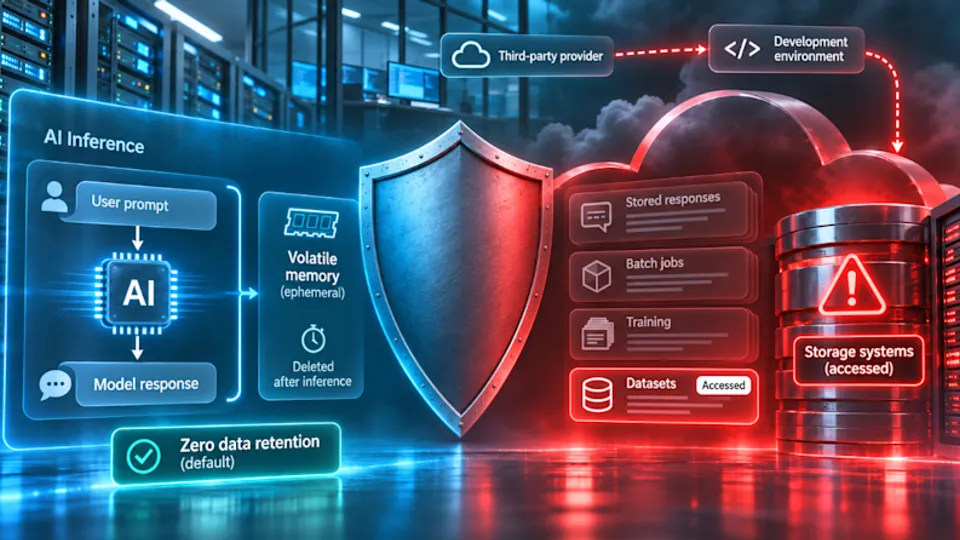 Third-party provider
</>
Development
environment
AI Inference
User prompt
AI
Model response
Volatile
memory
(ephemeral)
Deleted
after inference
Zero data retention
(default)
Stored responses
Batch jobs
Training
Datasets
Accessed
Storage systems
(accessed)